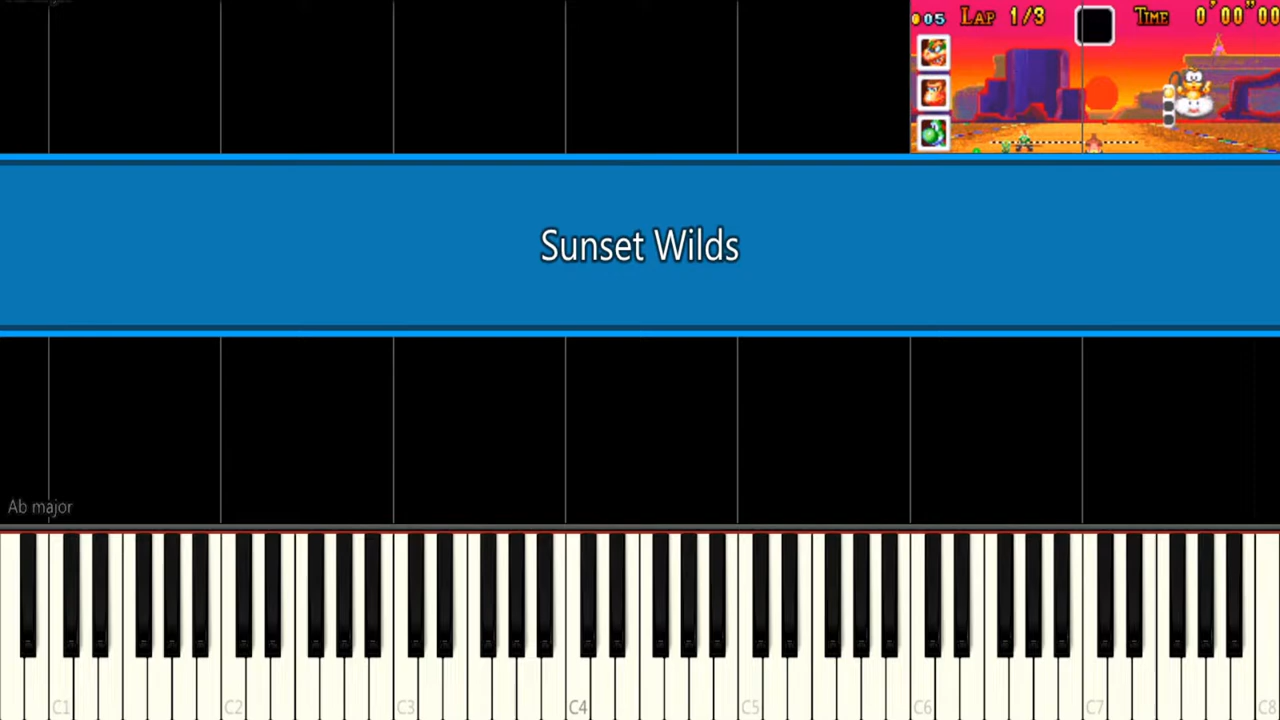 05 LAP 1/3 TIME 0'00"00
Sunset Wilds
Ab major
C1 C2 C3 C4 C5 C6 C7 C8